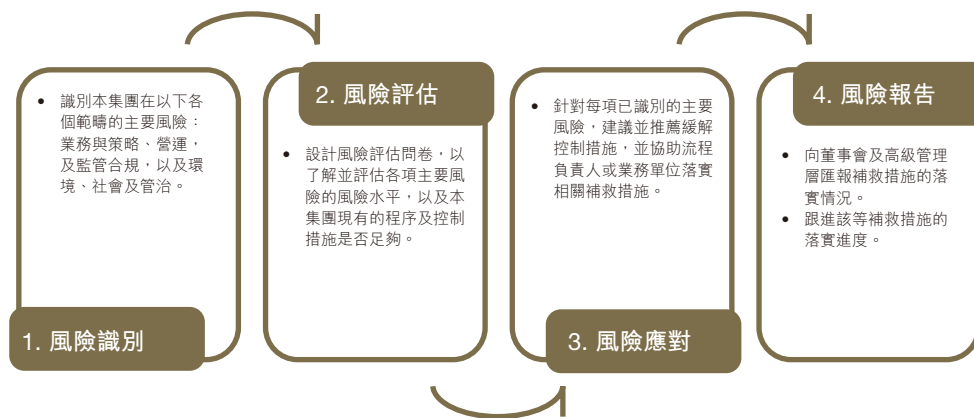 • 識別本集團在以下各
個範疇的主要風險：
業務與策略、營運，
及監管合規，以及環
境、社會及管治。
1. 風險識別
2. 風險評估
• 設計風險評估問卷，以
了解並評估各項主要風
險的風險水平，以及本
集團現有的程序及控制
措施是否足夠。
• 針對每項已識別的主要
風險，建議並推薦緩解
控制措施，並協助流程
負責人或業務單位落實
相關補救措施。
3. 風險應對
4. 風險報告
• 向董事會及高級管理
層匯報補救措施的落
實情況。
• 跟進該等補救措施的
落實進度。